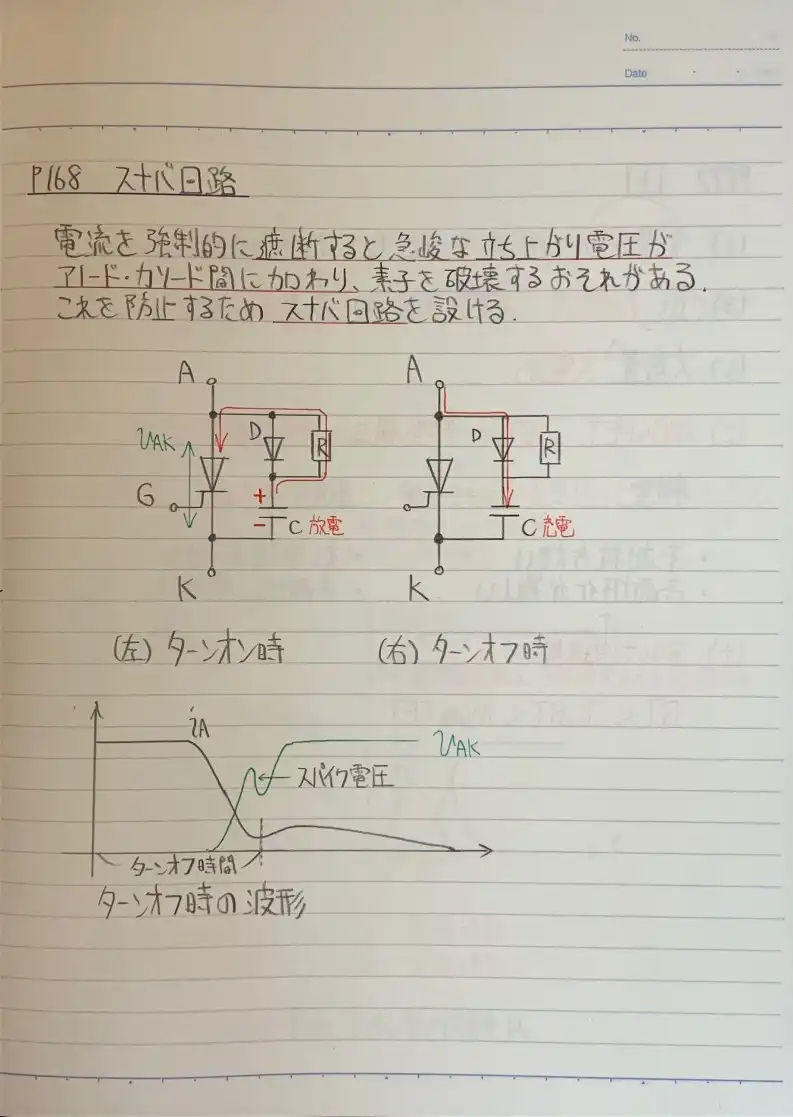 No.
Date
P168 スナバ回路
電流を強制的に遮断すると急峻な立ち上がり電圧が
アノード・カソード間に加わり、素子を破壊するおそれがある.
これを防止するためスナバ回路を設ける.
A
A
VAK
D
R
D
R
G
+
-
C 放電
C 充電
K
K
(左) ターンオン時
(右) ターンオフ時
iA
VAK
スパイク電圧
ターンオフ時間
ターンオフ時の波形